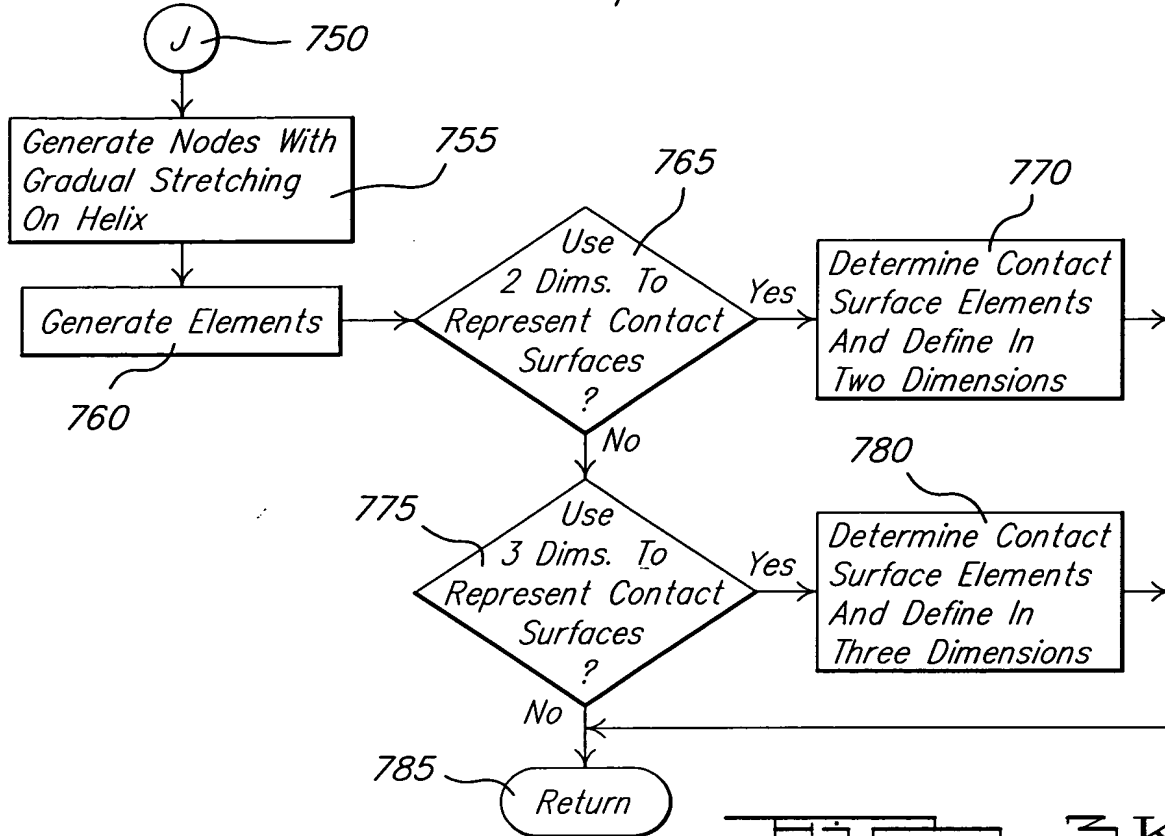 J
750
Generate Nodes With
Gradual Stretching
On Helix
755
Generate Elements
760
Use
2 Dims. To
Represent Contact
Surfaces
?
765
Yes
No
Determine Contact
Surface Elements
And Define In
Two Dimensions
770
Use
3 Dims. To
Represent Contact
Surfaces
?
775
Yes
No
Determine Contact
Surface Elements
And Define In
Three Dimensions
780
Return
785